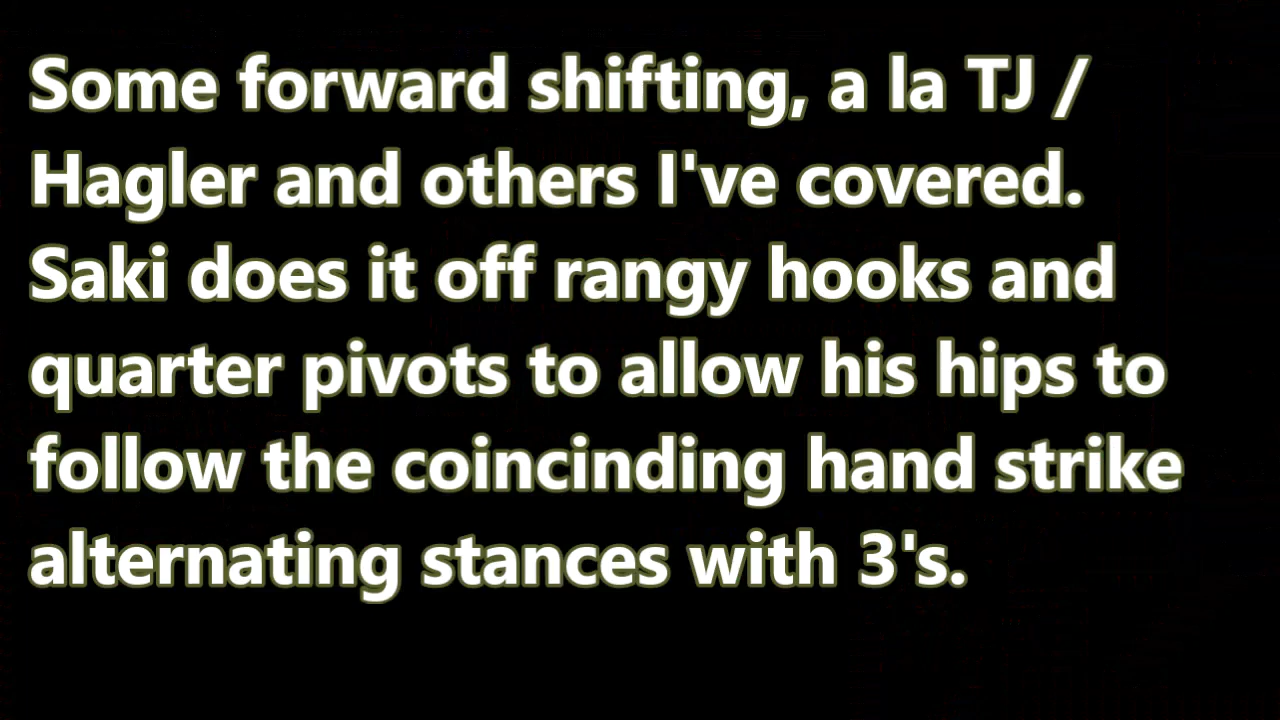 Some forward shifting, a la TJ /
Hagler and others I've covered.
Saki does it off rangy hooks and
quarter pivots to allow his hips to
follow the coincinding hand strike
alternating stances with 3's.